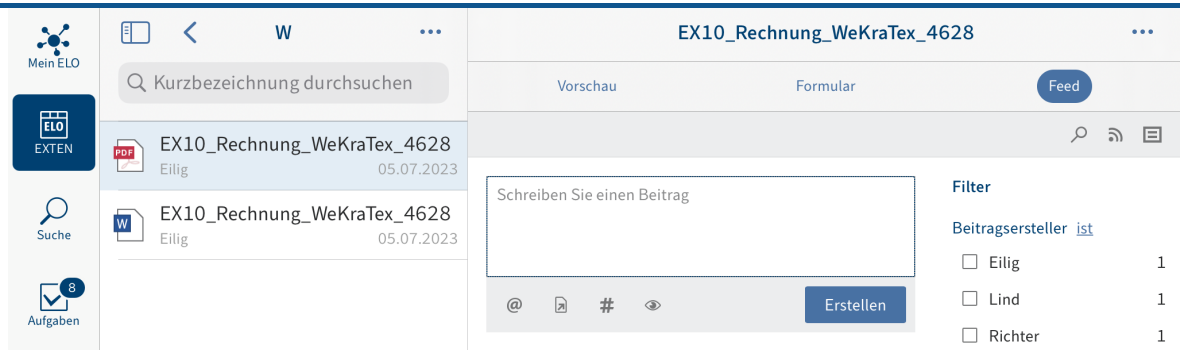 Mein ELO
ELO
EXTEN
Suche
8
Aufgaben
W
Kurzbezeichnung durchsuchen
PDF
EX10_Rechnung_WeKraTex_4628
Eilig 05.07.2023
W
EX10_Rechnung_WeKraTex_4628
Eilig 05.07.2023
EX10_Rechnung_WeKraTex_4628
Vorschau Formular Feed
Schreiben Sie einen Beitrag
@ # Erstellen
Filter
Beitragsersteller ist
Eilig 1
Lind 1
Richter 1